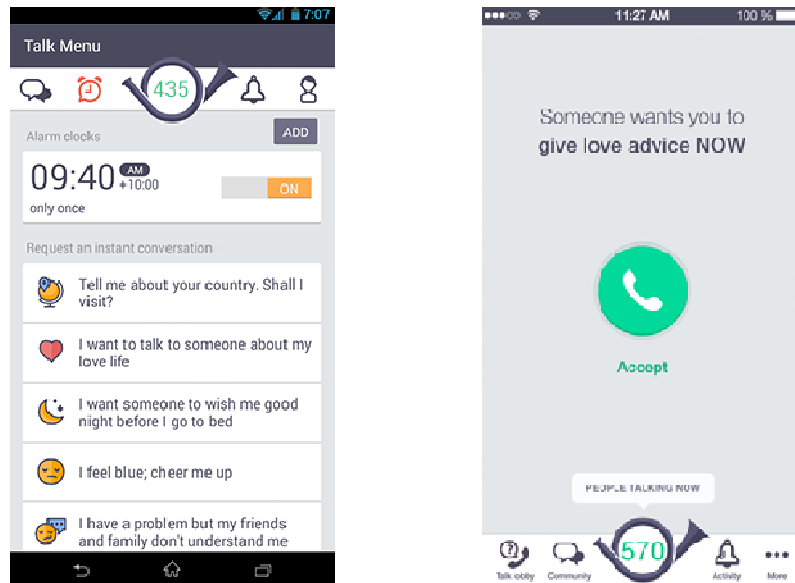 7:07
Talk Menu
435
Alarm clocks
ADD
09:40
AM
+10:00
ON
only once
Request an instant conversation
Tell me about your country. Shall I
visit?
I want to talk to someone about my
love life
I want someone to wish me good
night before I go to bed
I feel blue; cheer me up
I have a problem but my friends
and family don't understand me
11:27 AM
100 %
Someone wants you to
give love advice NOW
Accept
PEOPLE TALKING NOW
570
Talk lobby
Community
Activity
More